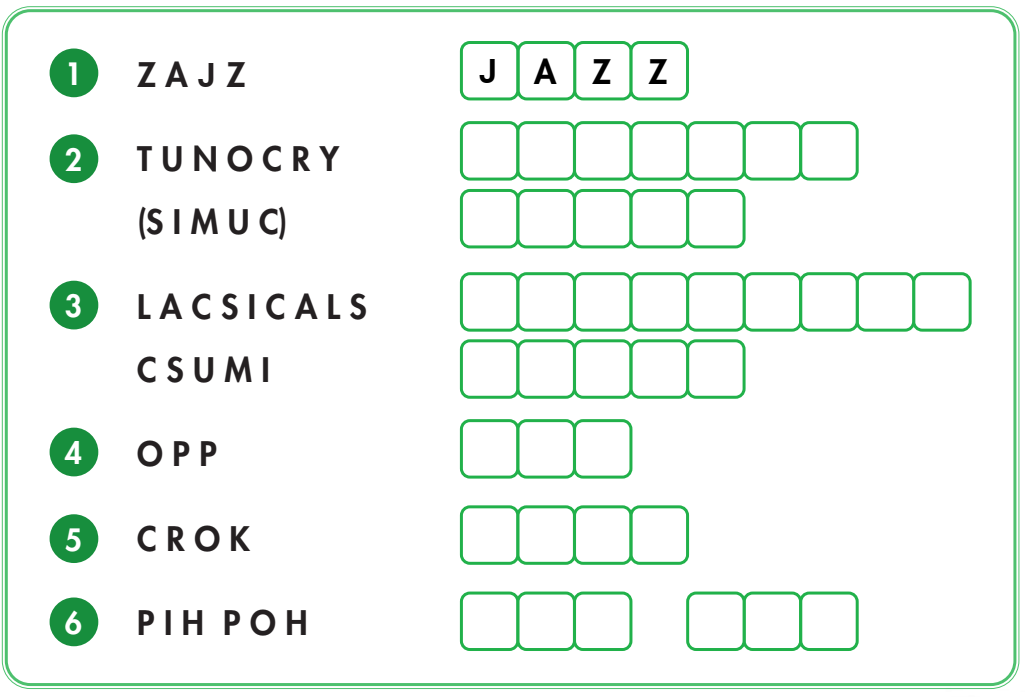 1 ZAJZ J A Z Z
2 TUNOCRY
(SIMUC)
3 LACSICALS
CSUMI
4 OPP
5 CROK
6 PIH POH